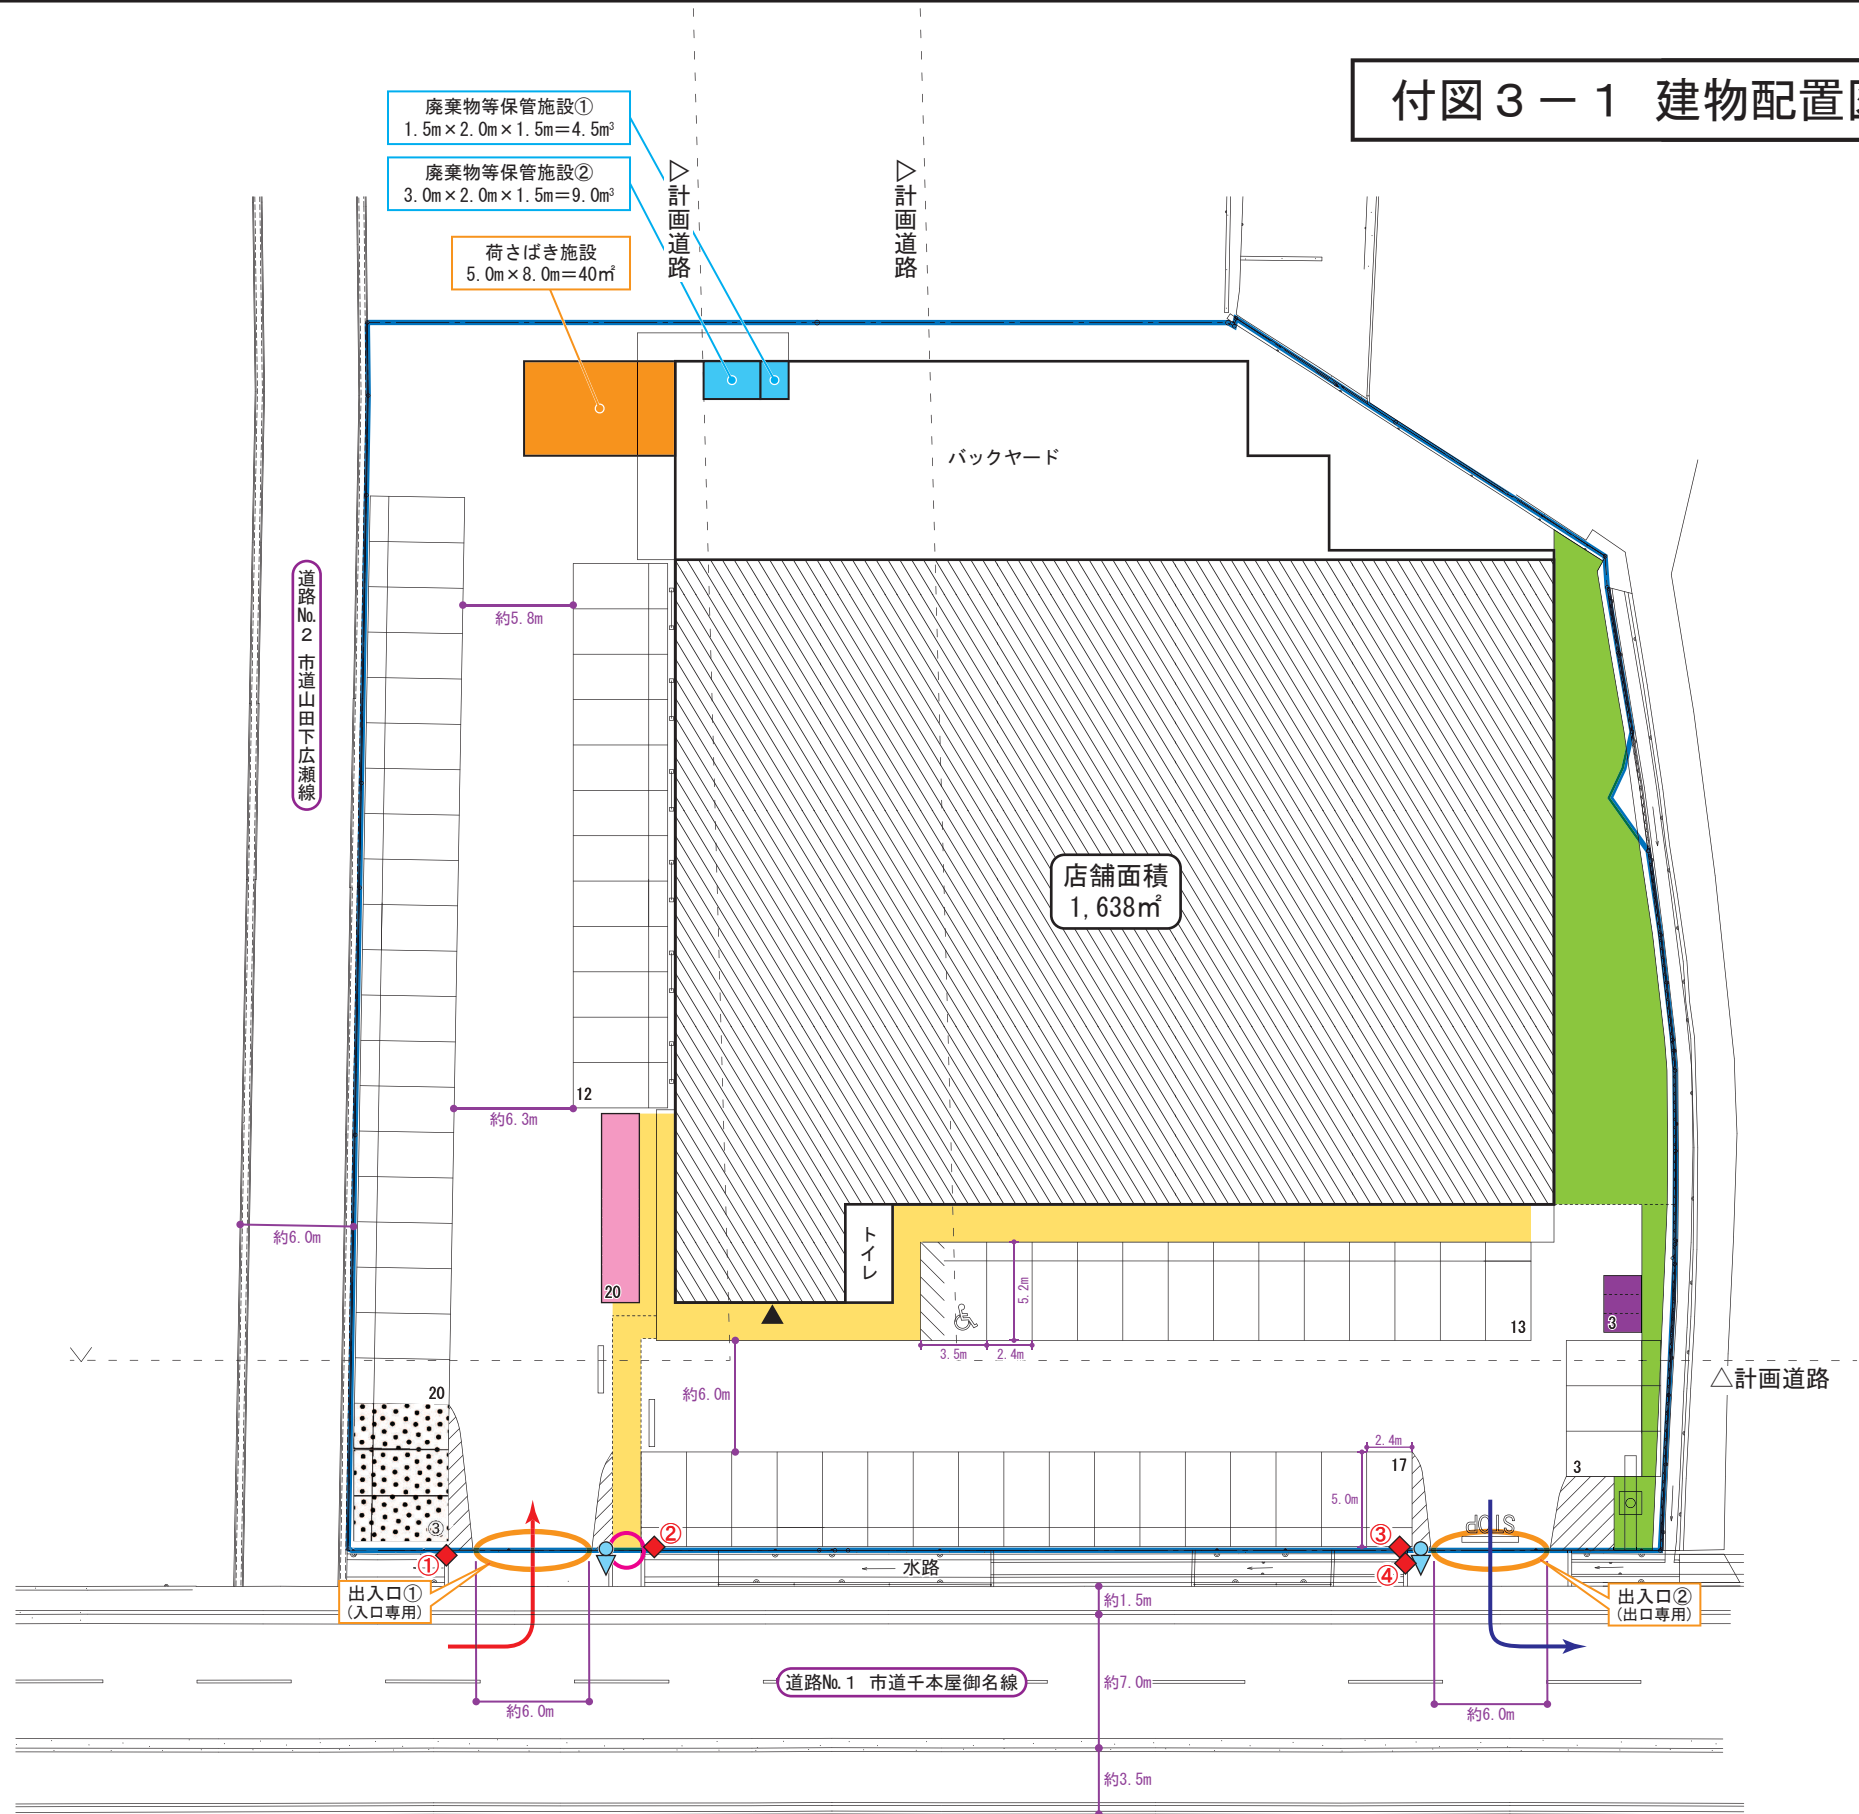 付図３－１ 建物配置図
廃棄物等保管施設①
1.5m×2.0m×1.5m＝4.5m³
廃棄物等保管施設②
3.0m×2.0m×1.5m＝9.0m³
荷さばき施設
5.0m×8.0m＝40㎡
▷計画道路
▷計画道路
バックヤード
道路№2 市道山田下広瀬線
約5.8m
店舗面積
1,638㎡
12
約6.3m
約6.0m
20
トイレ
5.2m
3.5m
2.4m
13
3
△計画道路
20
約6.0m
2.4m
17
5.0m
3
③
STOP
①
②
③
④
水路
出入口①
(入口専用)
出入口②
(出口専用)
約1.5m
道路№1 市道千本屋御名線
約7.0m
約6.0m
約6.0m
約3.5m